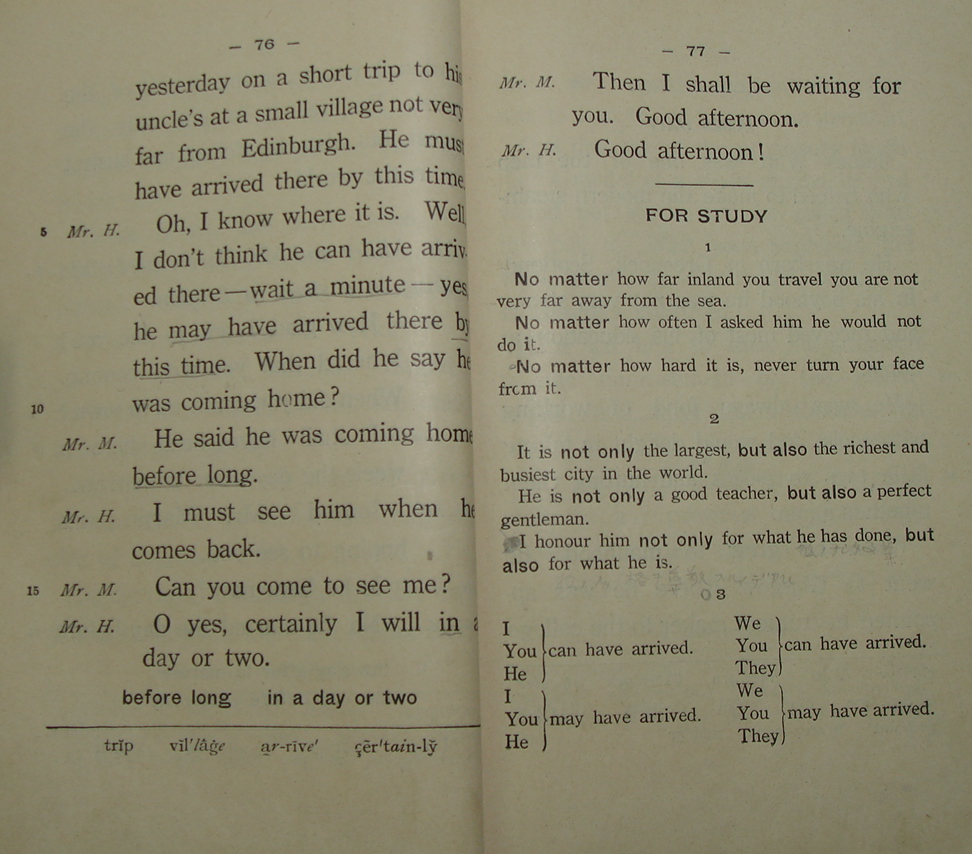 — 76 —
yesterday on a short trip to his
uncle's at a small village not very
far from Edinburgh. He must
have arrived there by this time.
5 Mr. H. Oh, I know where it is. Well,
I don't think he can have arriv-
ed there—wait a minute—yes
he may have arrived there by
this time. When did he say he
10 was coming home?
Mr. M. He said he was coming home
before long.
Mr. H. I must see him when he
comes back.
15 Mr. M. Can you come to see me?
Mr. H. O yes, certainly I will in a
day or two.
before long in a day or two
trĭp vĭl'lâġe ar-rīve' çẽr'tain-lў
— 77 —
Mr. M. Then I shall be waiting for
you. Good afternoon.
Mr. H. Good afternoon!
FOR STUDY
1
No matter how far inland you travel you are not
very far away from the sea.
No matter how often I asked him he would not
do it.
No matter how hard it is, never turn your face
from it.
2
It is not only the largest, but also the richest and
busiest city in the world.
He is not only a good teacher, but also a perfect
gentleman.
I honour him not only for what he has done, but
also for what he is.
3
I
You can have arrived.
He
We
You can have arrived.
They
I
You may have arrived.
He
We
You may have arrived.
They